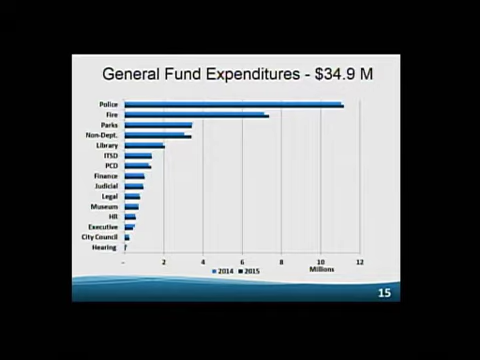 General Fund Expenditures - $34.9 M
Police
Fire
Parks
Non-Dept.
Library
ITSD
PCD
Finance
Judicial
Legal
Museum
HR
Executive
City Council
Hearing
- 2 4 6 8 10 12
Millions
2014 2015
15